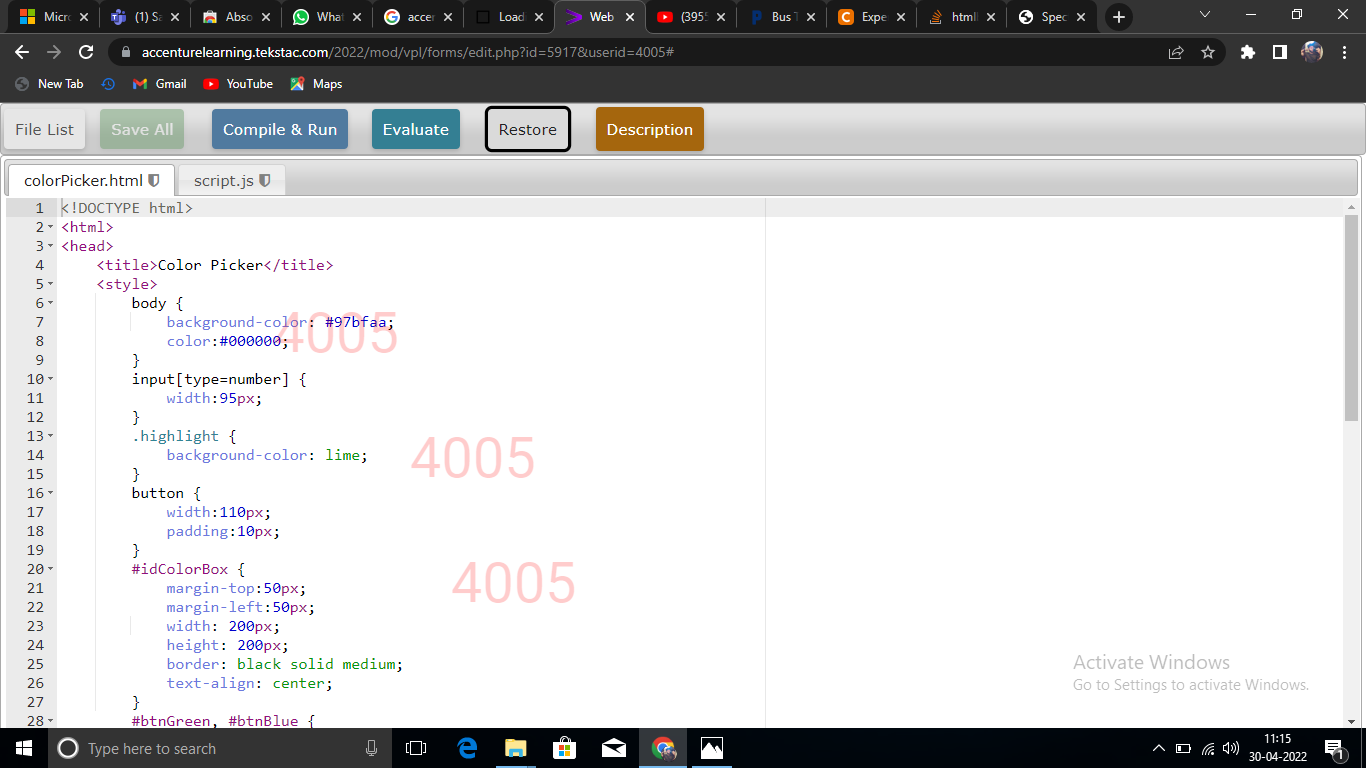 Micro
(1) Sa
Abso
What
accer
Loadi
Web
(3955
Bus T
Expe
html
Spec
accenturelearning.tekstac.com/2022/mod/vpl/forms/edit.php?id=5917&userid=4005#
New Tab
Gmail
YouTube
Maps
File List
Save All
Compile & Run
Evaluate
Restore
Description
colorPicker.html
script.js
1 <!DOCTYPE html>
2 <html>
3 <head>
4 <title>Color Picker</title>
5 <style>
6 body {
7 background-color: #97bfaa;
8 color:#000000;
9 }
10 input[type=number] {
11 width:95px;
12 }
13 .highlight {
14 background-color: lime;
15 }
16 button {
17 width:110px;
18 padding:10px;
19 }
20 #idColorBox {
21 margin-top:50px;
22 margin-left:50px;
23 width: 200px;
24 height: 200px;
25 border: black solid medium;
26 text-align: center;
27 }
28 #btnGreen, #btnBlue {
4005
4005
4005
Activate Windows
Go to Settings to activate Windows.
Type here to search
11:15
30-04-2022
1